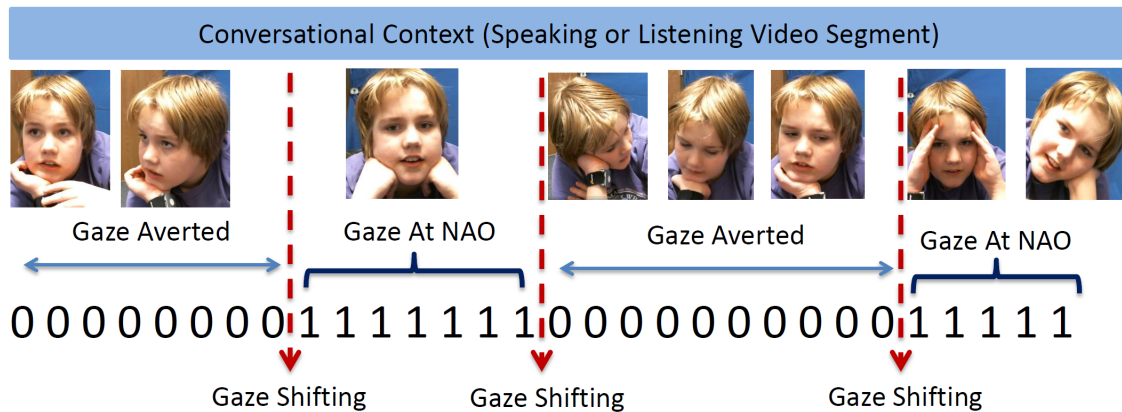 Conversational Context (Speaking or Listening Video Segment)
Gaze Averted
Gaze At NAO
Gaze Averted
Gaze At NAO
0 0 0 0 0 0 0 0 1 1 1 1 1 1 1 0 0 0 0 0 0 0 0 0 0 1 1 1 1 1
Gaze Shifting
Gaze Shifting
Gaze Shifting